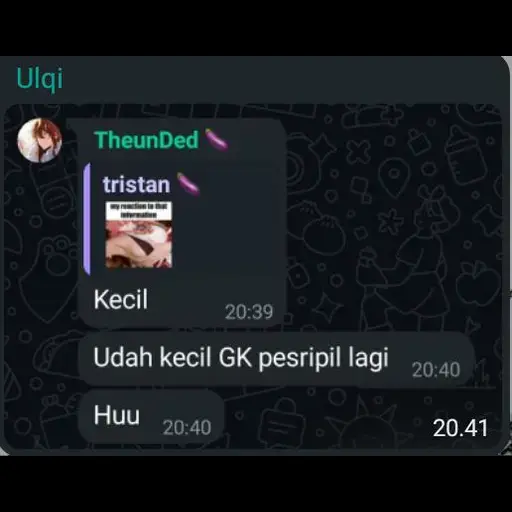 Ulqi
TheunDed 🍆
tristan 🍆
my reaction to that
information
Kecil
20:39
Udah kecil GK pesripil lagi
20:40
Huu
20:40
20.41